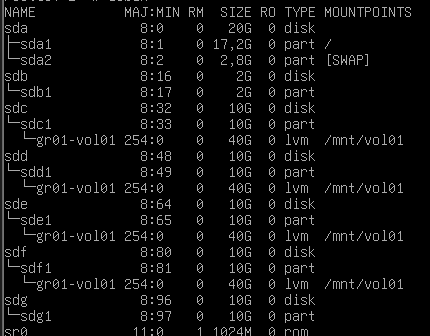 NAME MAJ:MIN RM SIZE RO TYPE MOUNTPOINTS
sda 8:0 0 20G 0 disk
├─sda1 8:1 0 17,2G 0 part /
└─sda2 8:2 0 2,8G 0 part [SWAP]
sdb 8:16 0 2G 0 disk
└─sdb1 8:17 0 2G 0 part
sdc 8:32 0 10G 0 disk
└─sdc1 8:33 0 10G 0 part
└─gr01-vol01 254:0 0 40G 0 lvm /mnt/vol01
sdd 8:48 0 10G 0 disk
└─sdd1 8:49 0 10G 0 part
└─gr01-vol01 254:0 0 40G 0 lvm /mnt/vol01
sde 8:64 0 10G 0 disk
└─sde1 8:65 0 10G 0 part
└─gr01-vol01 254:0 0 40G 0 lvm /mnt/vol01
sdf 8:80 0 10G 0 disk
└─sdf1 8:81 0 10G 0 part
└─gr01-vol01 254:0 0 40G 0 lvm /mnt/vol01
sdg 8:96 0 10G 0 disk
└─sdg1 8:97 0 10G 0 part
sr0 11:0 1 1024M 0 rom